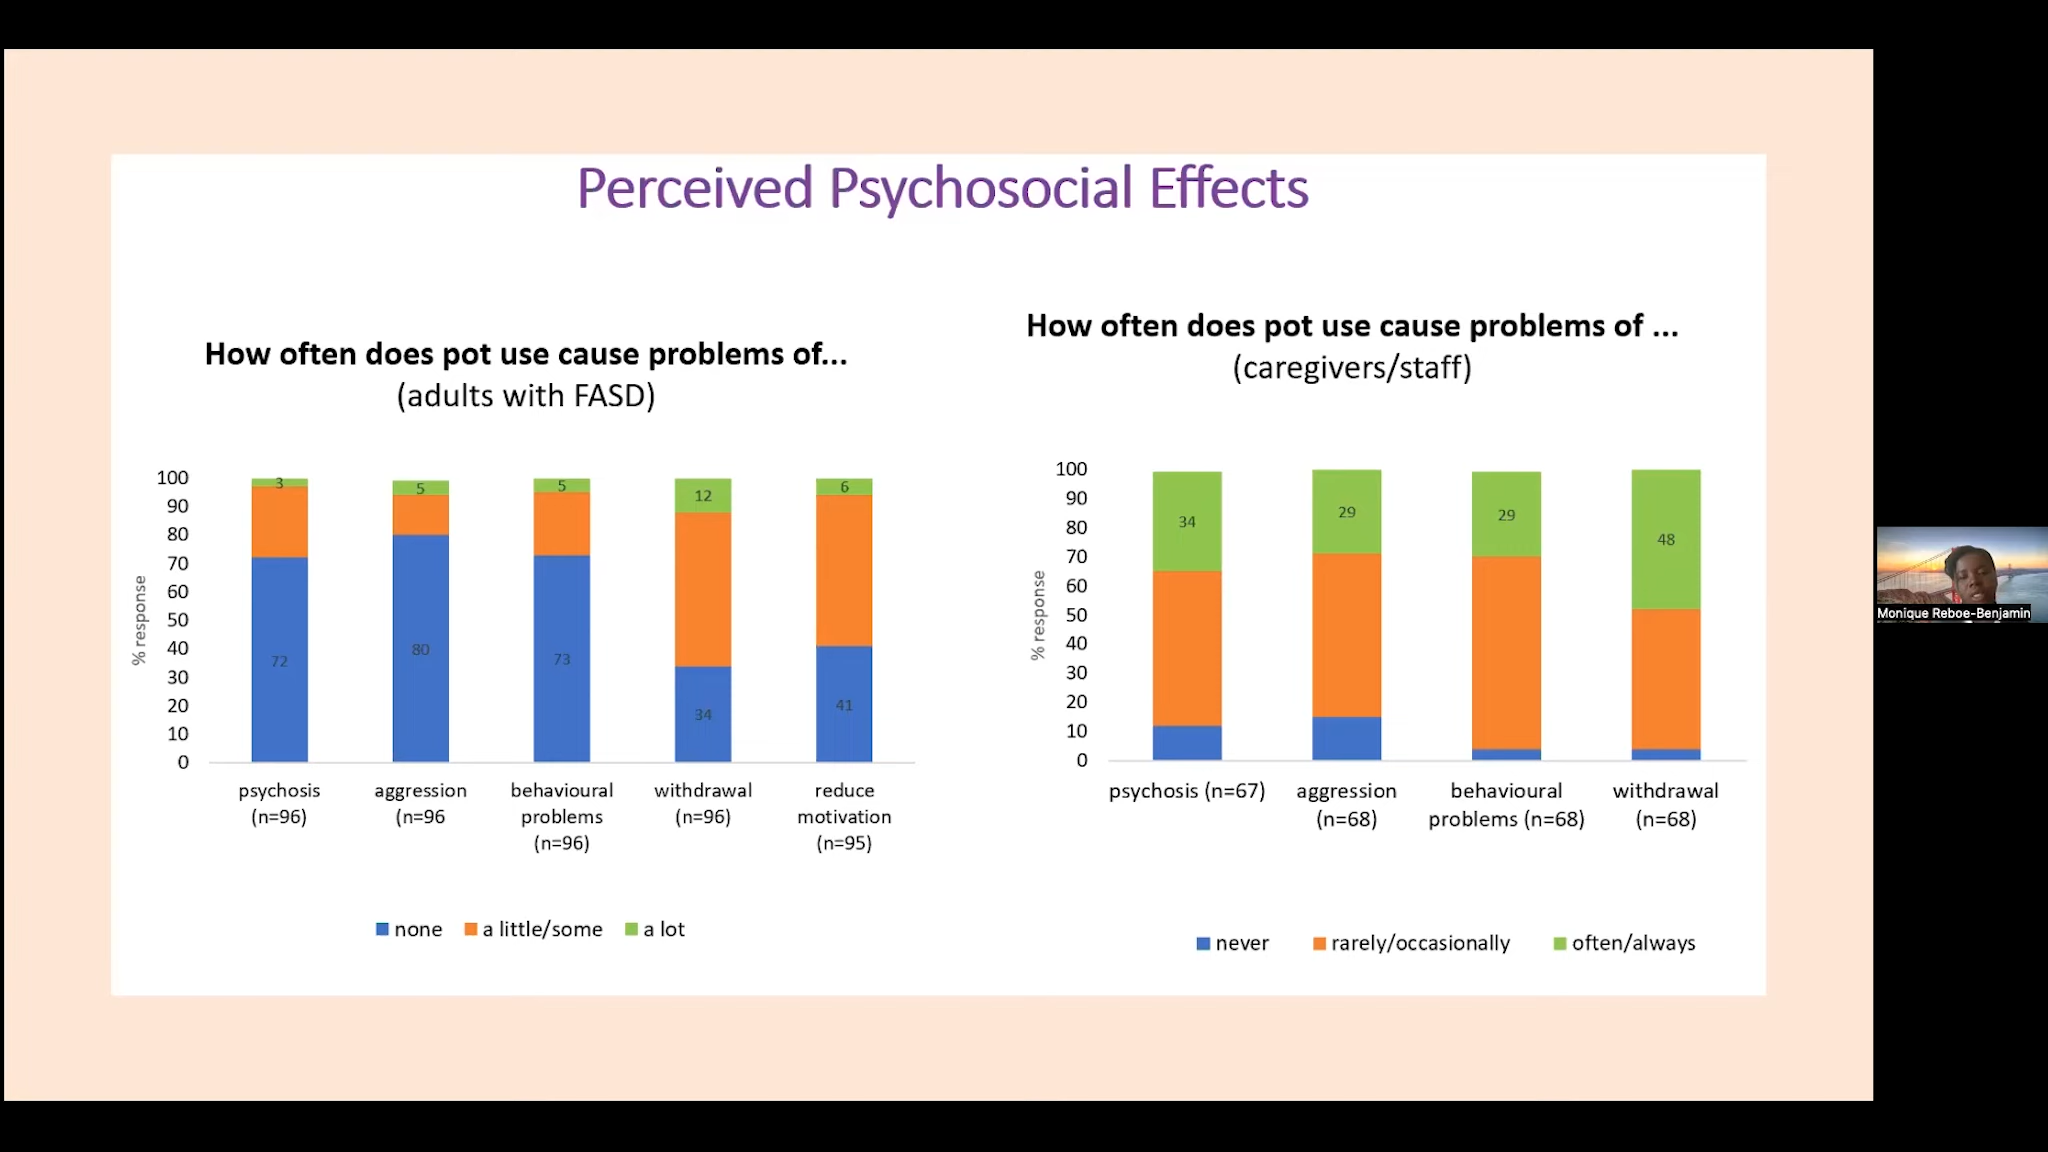 Perceived Psychosocial Effects
How often does pot use cause problems of...
(adults with FASD)
100
90
80
70
60
50
40
30
20
10
0
% response
3
5
5
12
6
72
80
73
34
41
psychosis
(n=96)
aggression
(n=96
behavioural
problems
(n=96)
withdrawal
(n=96)
reduce
motivation
(n=95)
none
a little/some
a lot
How often does pot use cause problems of ...
(caregivers/staff)
100
90
80
70
60
50
40
30
20
10
0
% response
34
29
29
48
psychosis (n=67)
aggression
(n=68)
behavioural
problems (n=68)
withdrawal
(n=68)
never
rarely/occasionally
often/always
Monique Reboe-Benjamin